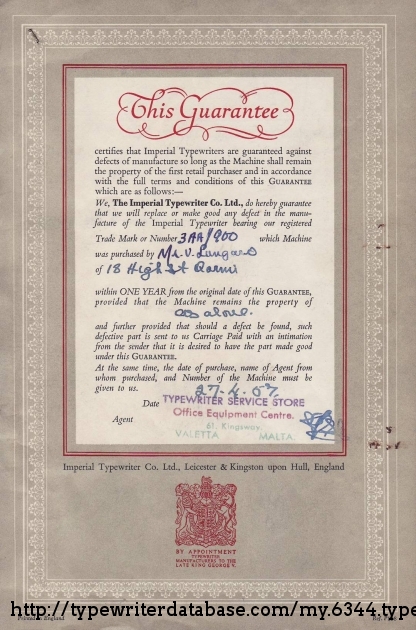 This Guarantee
certifies that Imperial Typewriters are guaranteed against
defects of manufacture so long as the Machine shall remain
the property of the first retail purchaser and in accordance
with the full terms and conditions of this GUARANTEE
which are as follows:—
We, The Imperial Typewriter Co. Ltd., do hereby guarantee
that we will replace or make good any defect in the manu-
facture of the Imperial Typewriter bearing our registered
Trade Mark or Number 3AA/900 which Machine
was purchased by Mr. V.
of 18 High St
within ONE YEAR from the original date of this GUARANTEE,
provided that the Machine remains the property of
as above.
and further provided that should a defect be found, such
defective part is sent to us Carriage Paid with an intimation
from the sender that it is desired to have the part made good
under this GUARANTEE.
At the same time, the date of purchase, name of Agent from
whom purchased, and Number of the Machine must be
given to us.
Date 27-4-57
TYPEWRITER SERVICE STORE
Office Equipment Centre.
Agent
61, Kingsway,
VALETTA MALTA.
Imperial Typewriter Co. Ltd., Leicester & Kingston upon Hull, England
BY APPOINTMENT
TYPEWRITER
MANUFACTURERS TO THE
LATE KING GEORGE V.
Printed in England
http://typewriterdatabase.com/my.6344.type